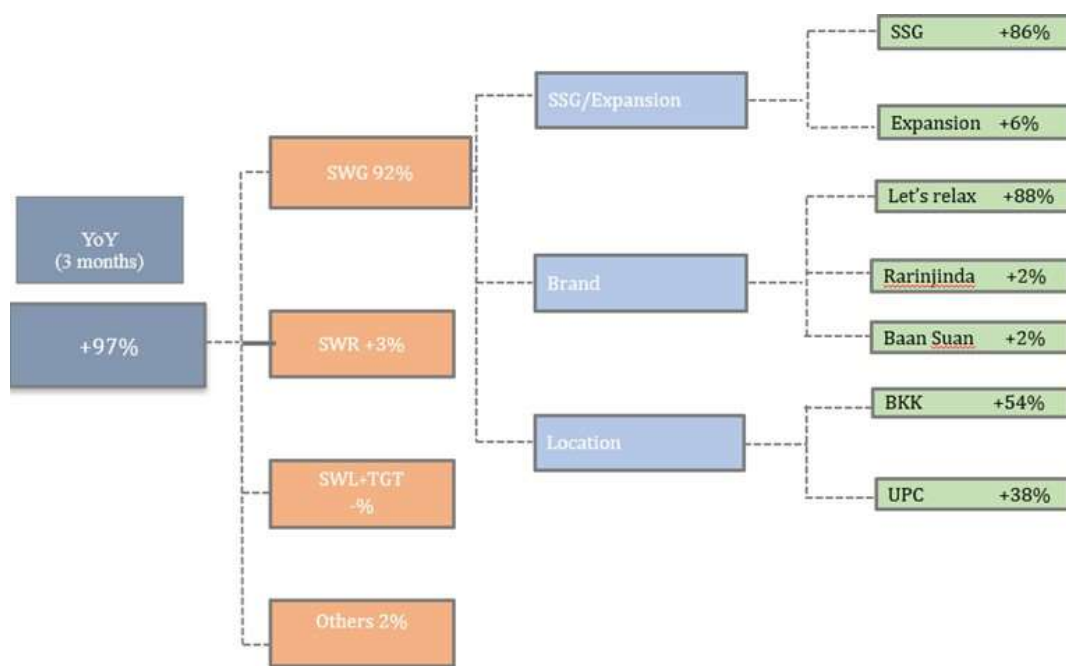 YoY
(3 months)
+97%
SWG 92%
SWR +3%
SWL+TGT
-%
Others 2%
SSG/Expansion
Brand
Location
SSG +86%
Expansion +6%
Let's relax +88%
Rarinjinda +2%
Baan Suan +2%
BKK +54%
UPC +38%